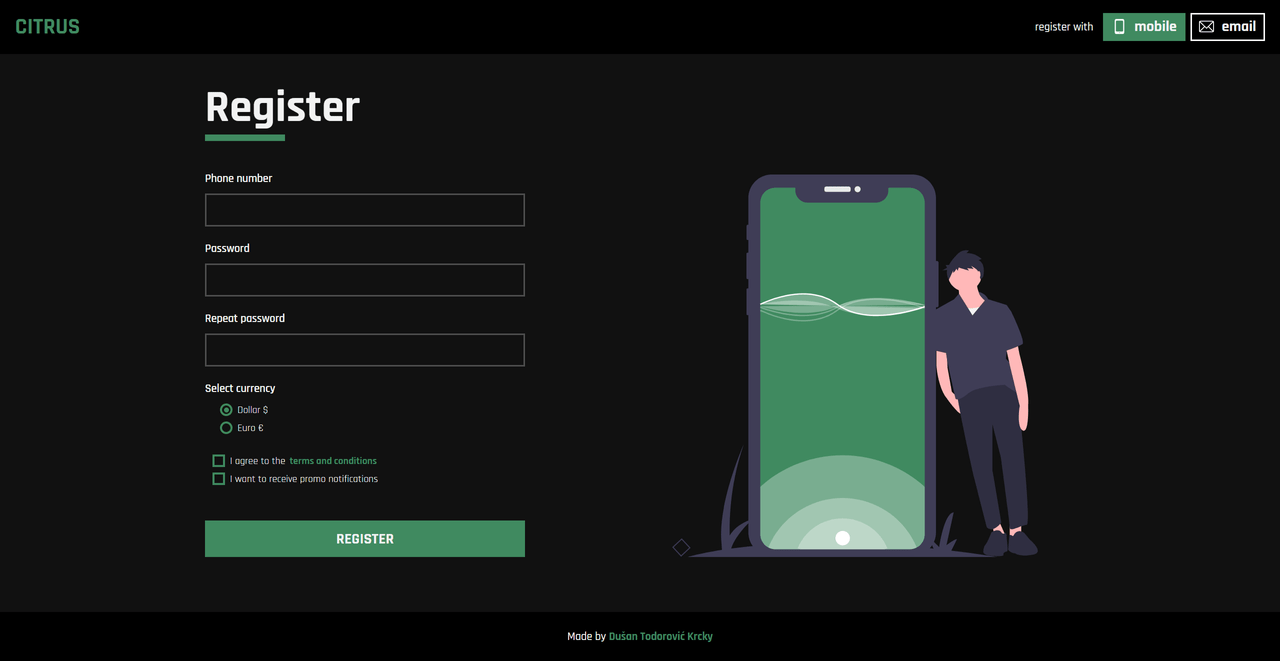 CITRUS
register with mobile email
Register
Phone number
Password
Repeat password
Select currency
Dollar $
Euro €
I agree to the terms and conditions
I want to receive promo notifications
REGISTER
Made by Dušan Todorović Krcky